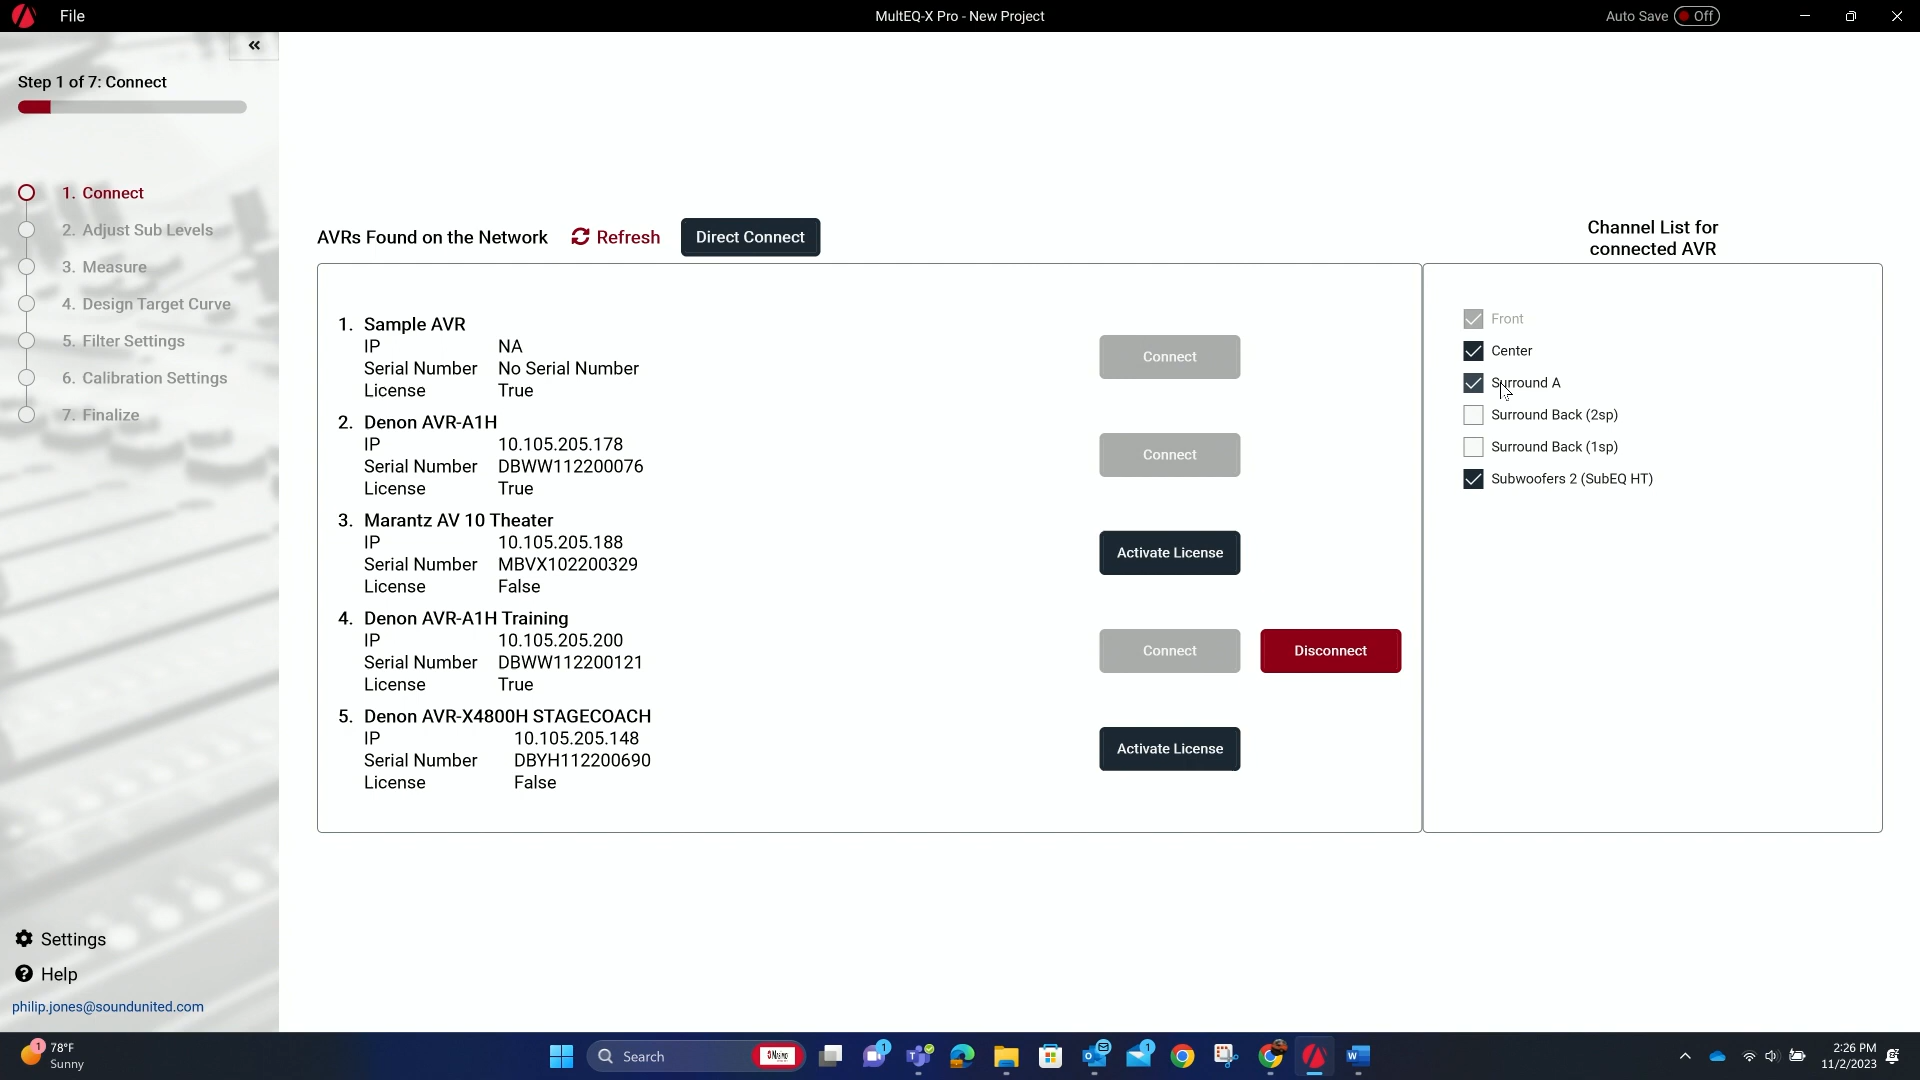 File
MultEQ-X Pro - New Project
Auto Save Off
«
Step 1 of 7: Connect
1. Connect
2. Adjust Sub Levels
3. Measure
4. Design Target Curve
5. Filter Settings
6. Calibration Settings
7. Finalize
AVRs Found on the Network Refresh Direct Connect
1. Sample AVR
IP NA
Serial Number No Serial Number
License True
Connect
2. Denon AVR-A1H
IP 10.105.205.178
Serial Number DBWW112200076
License True
Connect
3. Marantz AV 10 Theater
IP 10.105.205.188
Serial Number MBVX102200329
License False
Activate License
4. Denon AVR-A1H Training
IP 10.105.205.200
Serial Number DBWW112200121
License True
Connect Disconnect
5. Denon AVR-X4800H STAGECOACH
IP 10.105.205.148
Serial Number DBYH112200690
License False
Activate License
Channel List for
connected AVR
Front
Center
Surround A
Surround Back (2sp)
Surround Back (1sp)
Subwoofers 2 (SubEQ HT)
Settings
Help
philip.jones@soundunited.com
1 78°F
Sunny
Search
1
1
2:26 PM
11/2/2023